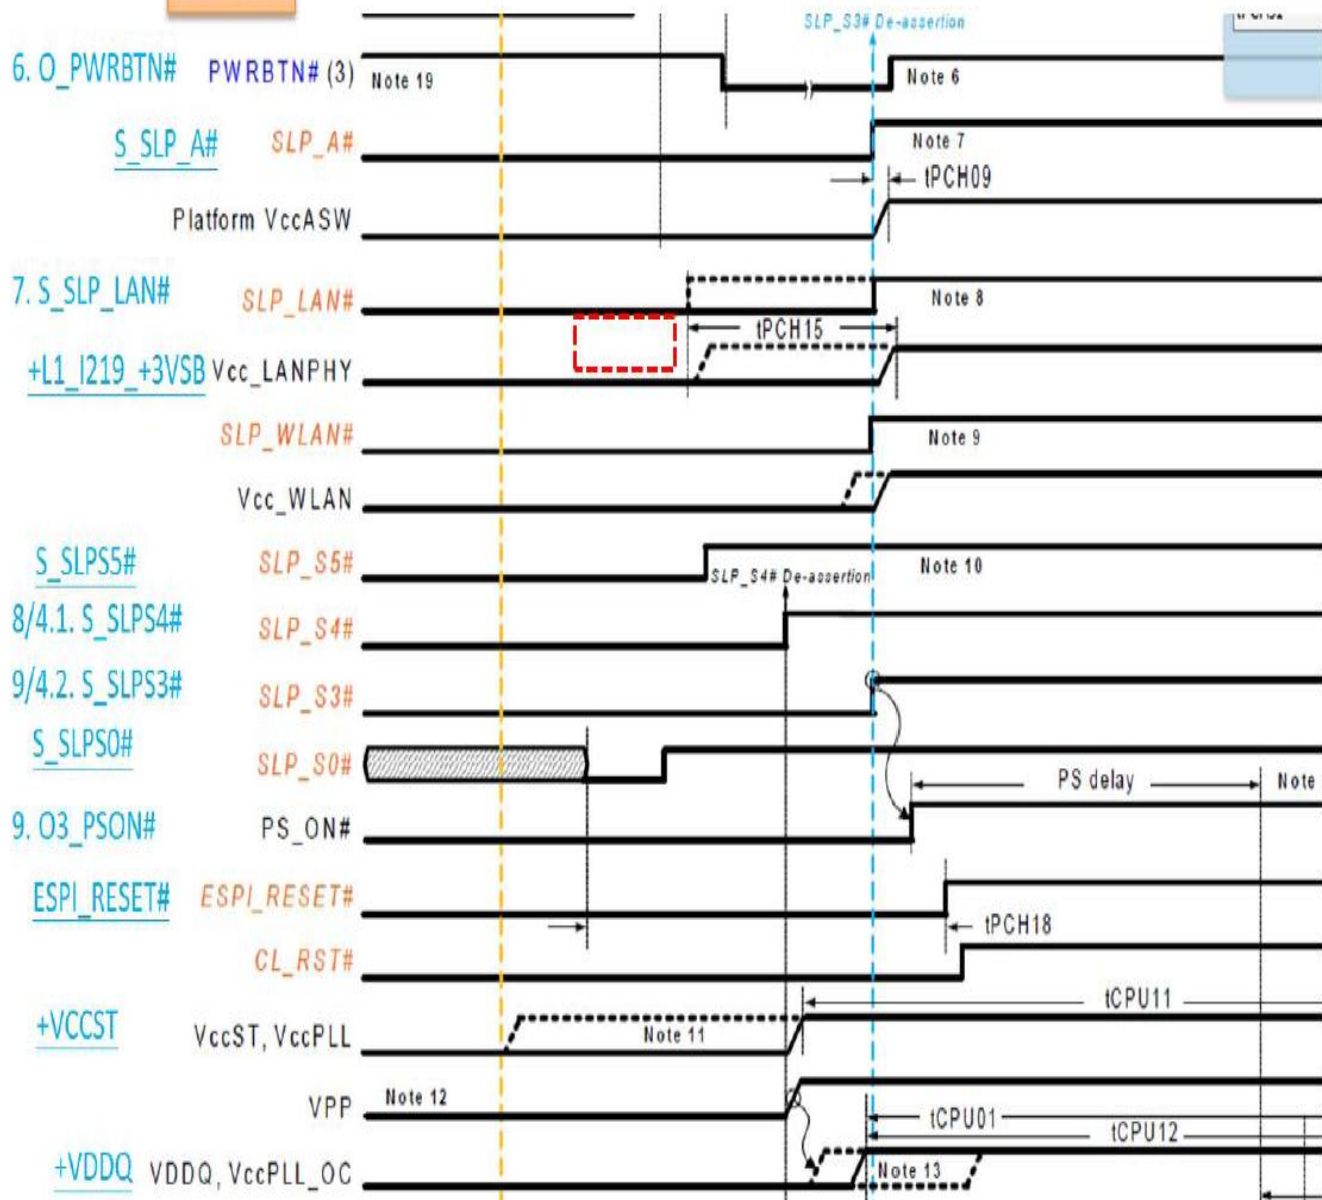 SLP_S3# De-assertion
6. O_PWRBTN# PWRBTN# (3) Note 19 Note 6
S_SLP_A# SLP_A# Note 7
tPCH09
Platform VccASW
7. S_SLP_LAN# SLP_LAN# Note 8
tPCH15
+L1_I219_+3VSB Vcc_LANPHY
SLP_WLAN# Note 9
Vcc_WLAN
S_SLPS5# SLP_S5# Note 10
SLP_S4# De-assertion
8/4.1. S_SLPS4# SLP_S4#
9/4.2. S_SLPS3# SLP_S3#
S_SLPS0# SLP_S0#
PS delay Note
9. O3_PSON# PS_ON#
ESPI_RESET# ESPI_RESET#
tPCH18
CL_RST#
tCPU11
+VCCST VccST, VccPLL Note 11
VPP Note 12
tCPU01
tCPU12
+VDDQ VDDQ, VccPLL_OC Note 13